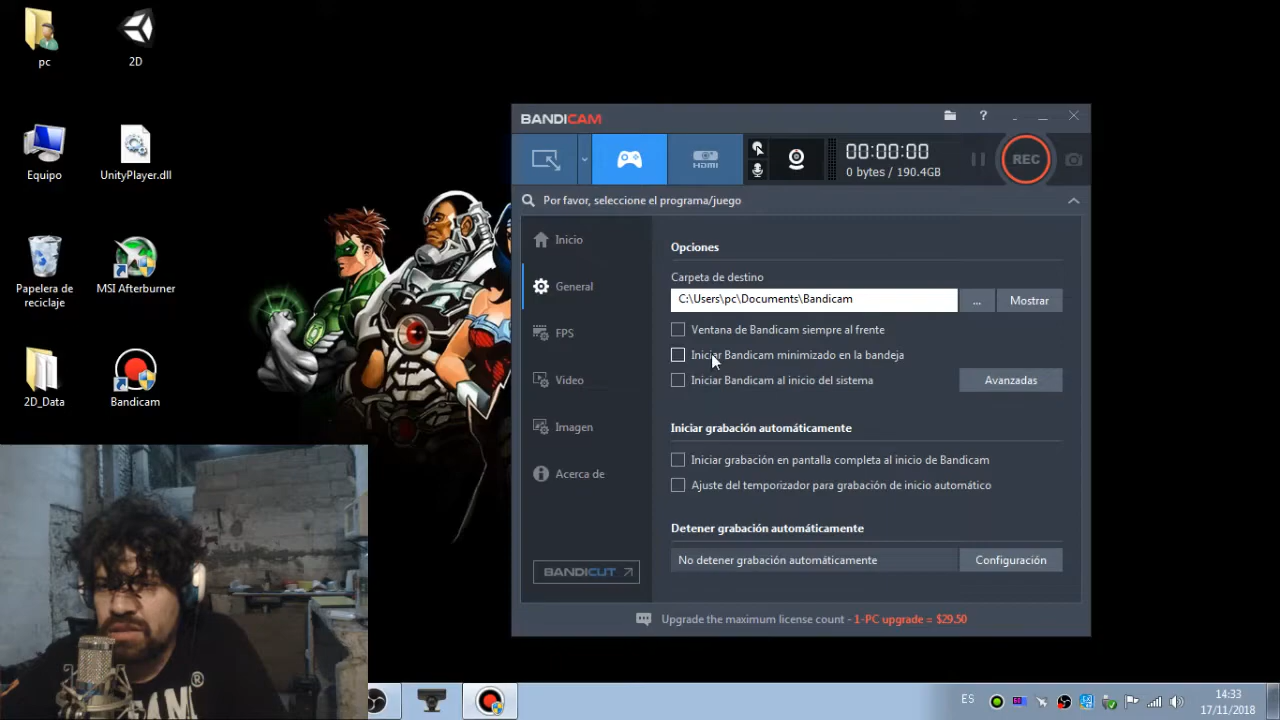 pc
2D
Equipo
UnityPlayer.dll
Papelera de
reciclaje
MSI Afterburner
2D_Data
Bandicam
BANDICAM
?
HDMI
00:00:00
0 bytes / 190.4GB
REC
Por favor, seleccione el programa/juego
Inicio
General
FPS
Video
Imagen
Acerca de
BANDICUT
Opciones
Carpeta de destino
C:\Users\pc\Documents\Bandicam
...
Mostrar
Ventana de Bandicam siempre al frente
Iniciar Bandicam minimizado en la bandeja
Iniciar Bandicam al inicio del sistema
Avanzadas
Iniciar grabación automáticamente
Iniciar grabación en pantalla completa al inicio de Bandicam
Ajuste del temporizador para grabación de inicio automático
Detener grabación automáticamente
No detener grabación automáticamente
Configuración
Upgrade the maximum license count - 1-PC upgrade = $29.50
ES
14:33
17/11/2018